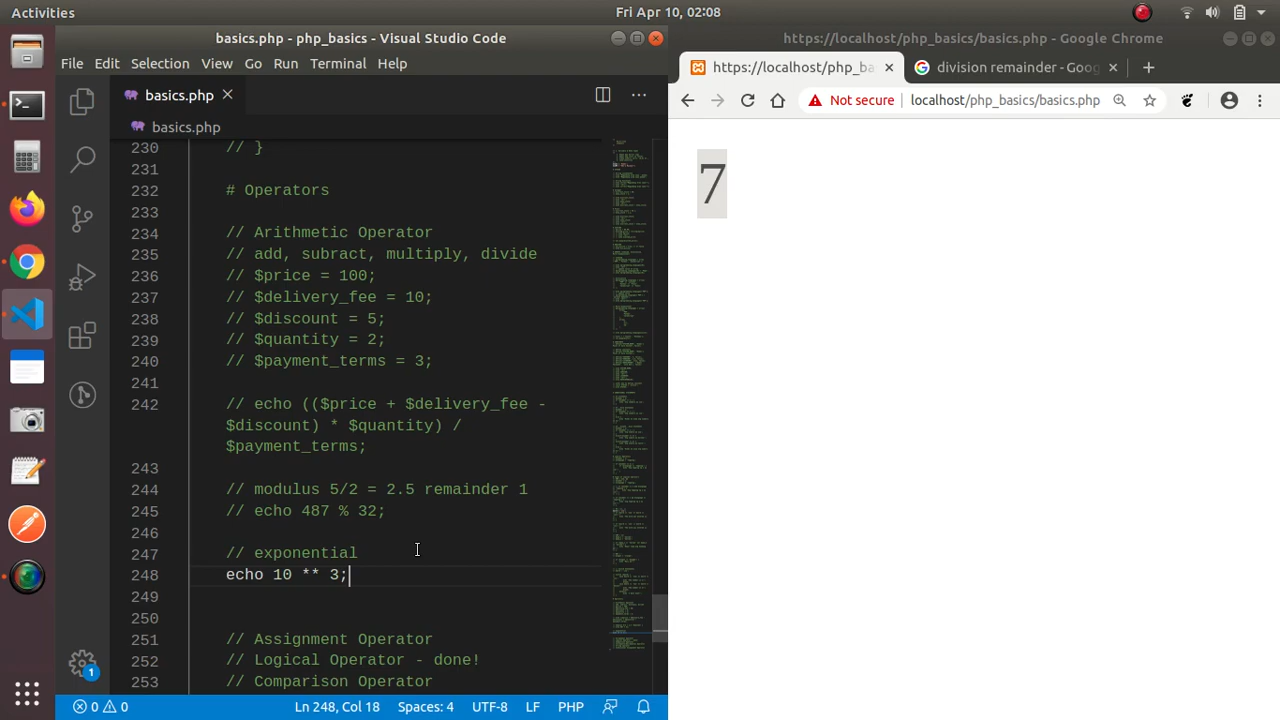 Activities
Fri Apr 10, 02:08
basics.php - php_basics - Visual Studio Code
File Edit Selection View Go Run Terminal Help
basics.php
basics.php
230 // }
231
232 # Operators
233
234 // Arithmetic Operator
235 // add, subtract, multiply, divide
236 // $price = 100;
237 // $delivery_fee = 10;
238 // $discount = 5;
239 // $quantity = 2;
240 // $payment_terms = 3;
241
242 // echo (($price + $delivery_fee -
$discount) * $quantity) /
$payment_terms;
243
244 // modulus 5/2 = 2.5 remainder 1
245 // echo 487 % 32;
246
247 // exponential
248 echo 10 ** 3;
249
250
251 // Assignment Operator
252 // Logical Operator - done!
253 // Comparison Operator
1
0 0 Ln 248, Col 18 Spaces: 4 UTF-8 LF PHP
https://localhost/php_basics/basics.php - Google Chrome
https://localhost/php_ba division remainder - Goog
Not secure localhost/php_basics/basics.php
7